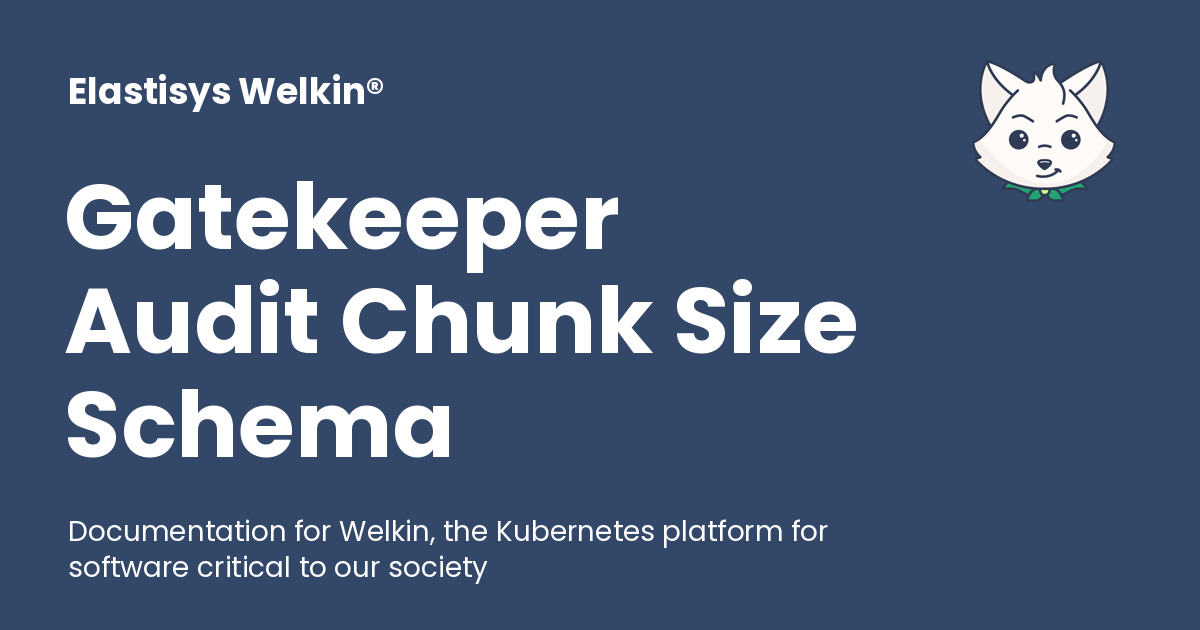 Elastisys Welkin®
Gatekeeper
Audit Chunk Size
Schema
Documentation for Welkin, the Kubernetes platform for
software critical to our society